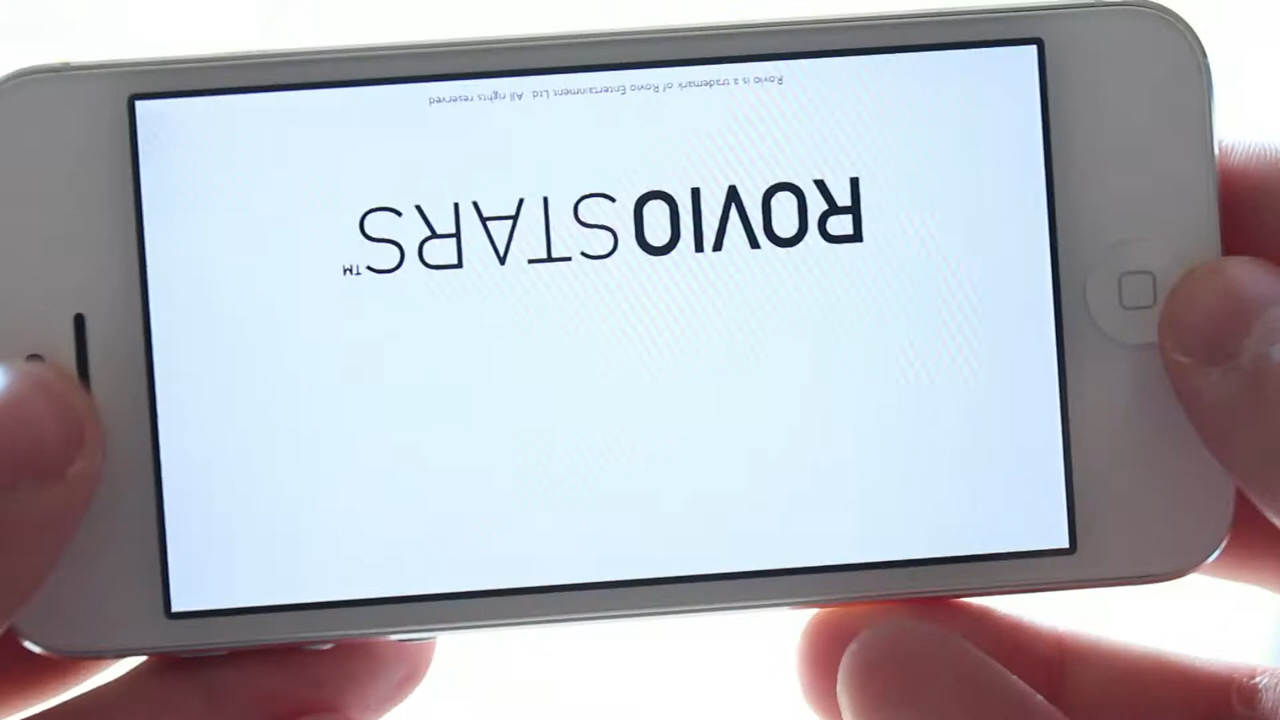 ROVIOSTARS™
Rovio is a trademark of Rovio Entertainment Ltd. All rights reserved